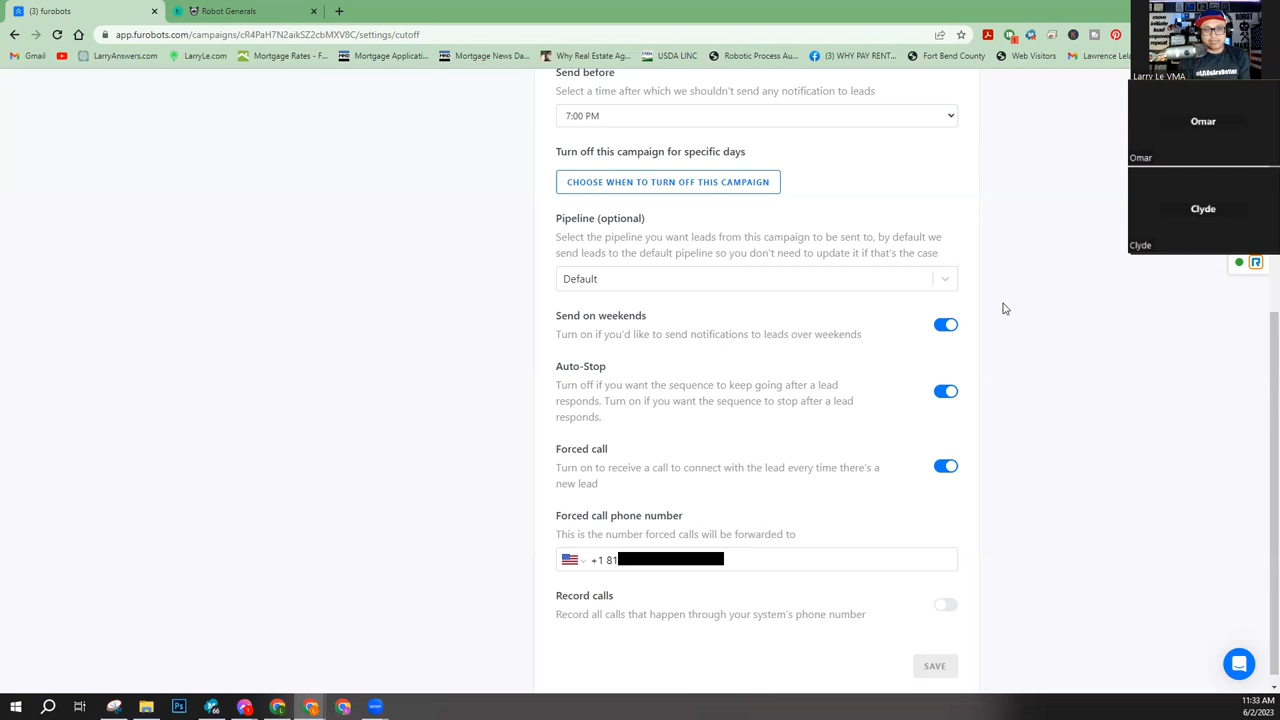 furobots
Robot Generals
app.furobots.com/campaigns/cR4PaH7N2aikSZ2cbMXV8C/settings/cutoff
Gmail
LarryAnswers.com
LarryLe.com
Mortgage Applicati...
Mortgage News Da...
Why Real Estate Ag...
USDA LINC
Robotic Process Au...
(3) WHY PAY RENT...
Fort Bend County
Web Visitors
Lawrence Lela
Larry Le VMA
Omar
Omar
Clyde
Clyde
Send before
Select a time after which we shouldn't send any notification to leads
7:00 PM
Turn off this campaign for specific days
CHOOSE WHEN TO TURN OFF THIS CAMPAIGN
Pipeline (optional)
Select the pipeline you want leads from this campaign to be sent to, by default we
send leads to the default pipeline so you don't need to update it if that's the case
Default
Send on weekends
Turn on if you'd like to send notifications to leads over weekends
Auto-Stop
Turn off if you want the sequence to keep going after a lead
responds. Turn on if you want the sequence to stop after a lead
responds.
Forced call
Turn on to receive a call to connect with the lead every time there's a
new lead
Forced call phone number
This is the number forced calls will be forwarded to
+1 81
Record calls
Record all calls that happen through your system's phone number
SAVE
11:33 AM
6/2/2023